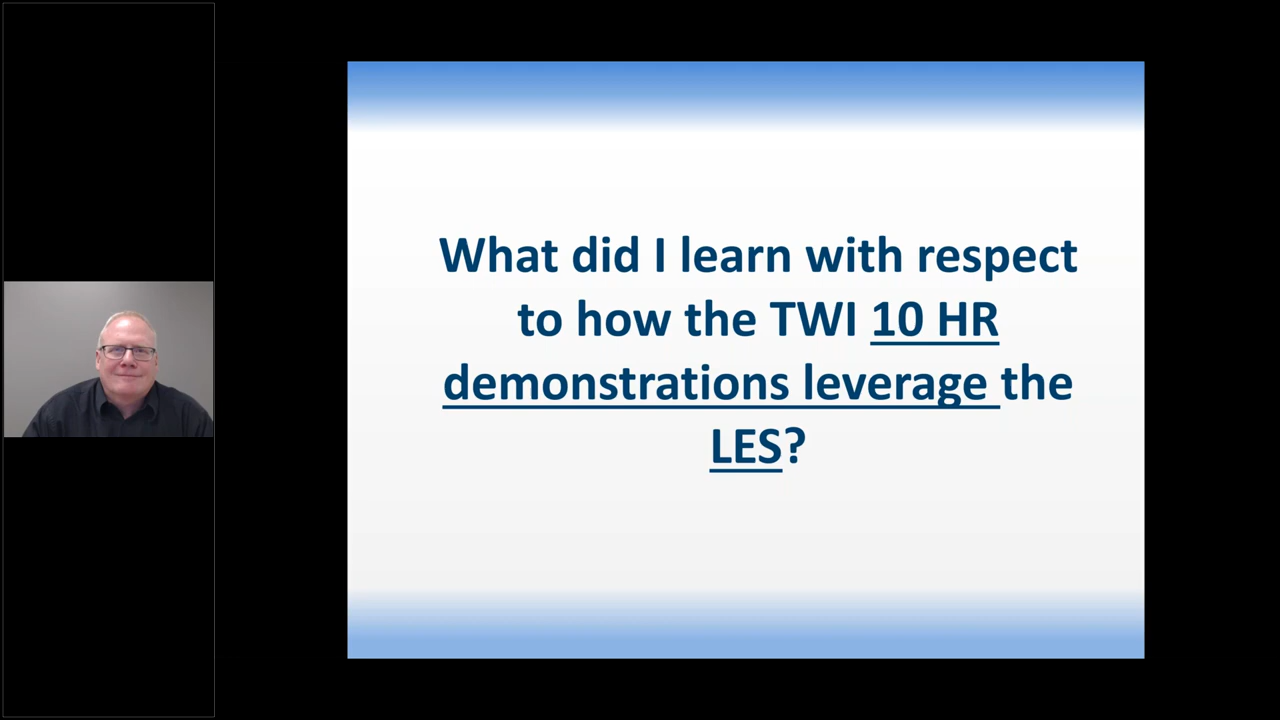 What did I learn with respect
to how the TWI 10 HR
demonstrations leverage the
LES?